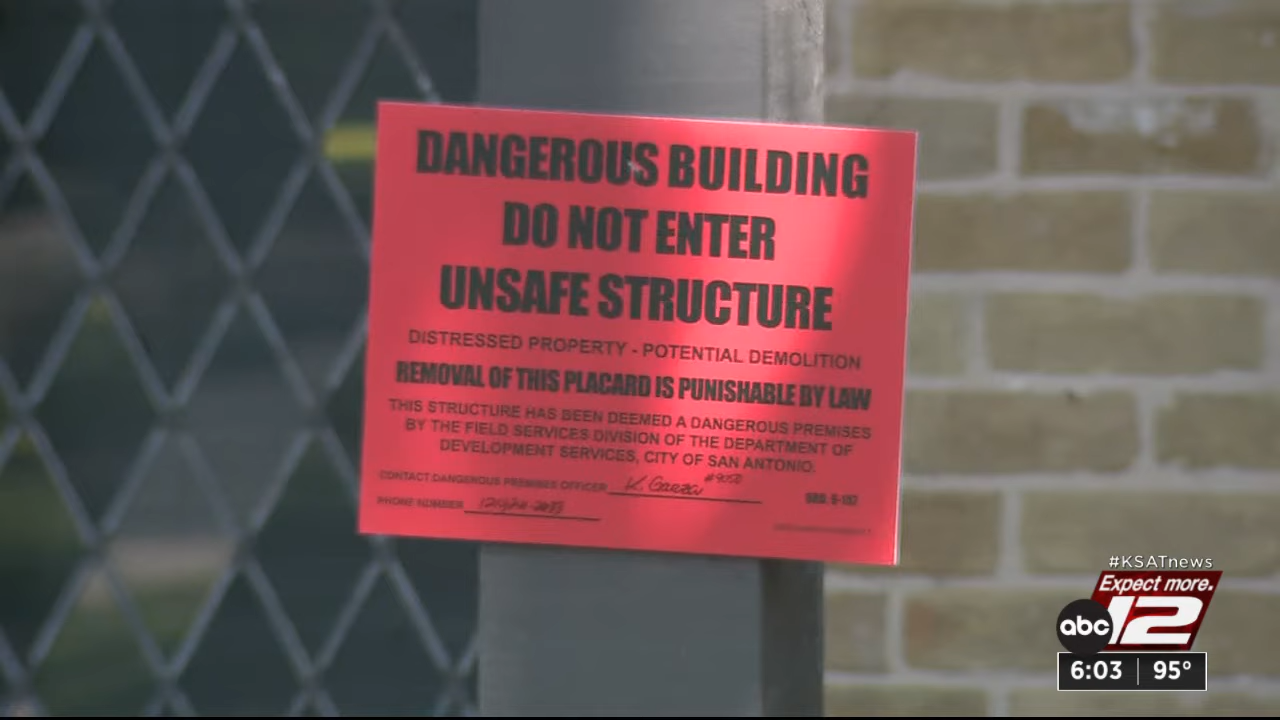 DANGEROUS BUILDING
DO NOT ENTER
UNSAFE STRUCTURE
DISTRESSED PROPERTY - POTENTIAL DEMOLITION
REMOVAL OF THIS PLACARD IS PUNISHABLE BY LAW
THIS STRUCTURE HAS BEEN DEEMED A DANGEROUS PREMISES
BY THE FIELD SERVICES DIVISION OF THE DEPARTMENT OF
DEVELOPMENT SERVICES, CITY OF SAN ANTONIO.
CONTACT: DANGEROUS PREMISES OFFICER K. Garza #9050
PHONE NUMBER
#KSATnews
Expect more.
abc 12
6:03 95°